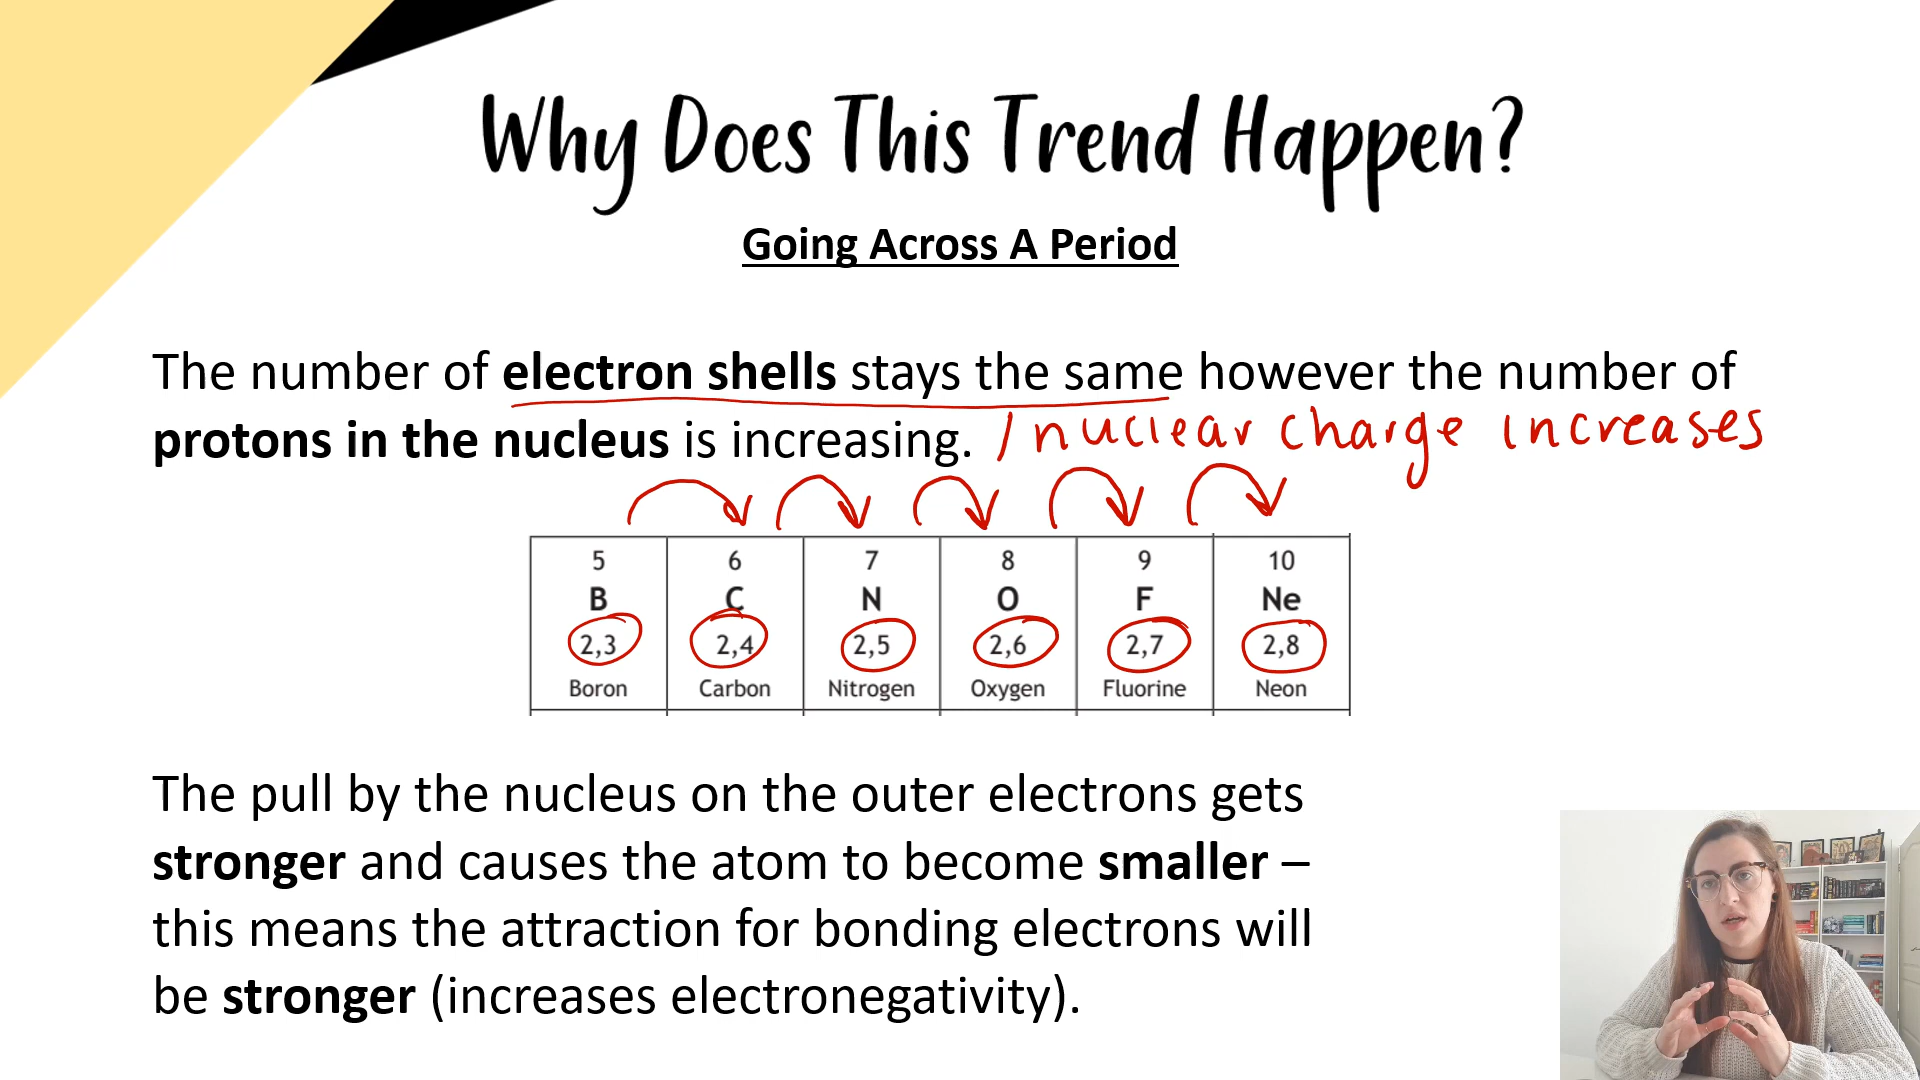 Why Does This Trend Happen?
Going Across A Period
The number of electron shells stays the same however the number of
protons in the nucleus is increasing. / nuclear charge increases
5 6 7 8 9 10
B C N O F Ne
2,3 2,4 2,5 2,6 2,7 2,8
Boron Carbon Nitrogen Oxygen Fluorine Neon
The pull by the nucleus on the outer electrons gets
stronger and causes the atom to become smaller –
this means the attraction for bonding electrons will
be stronger (increases electronegativity).